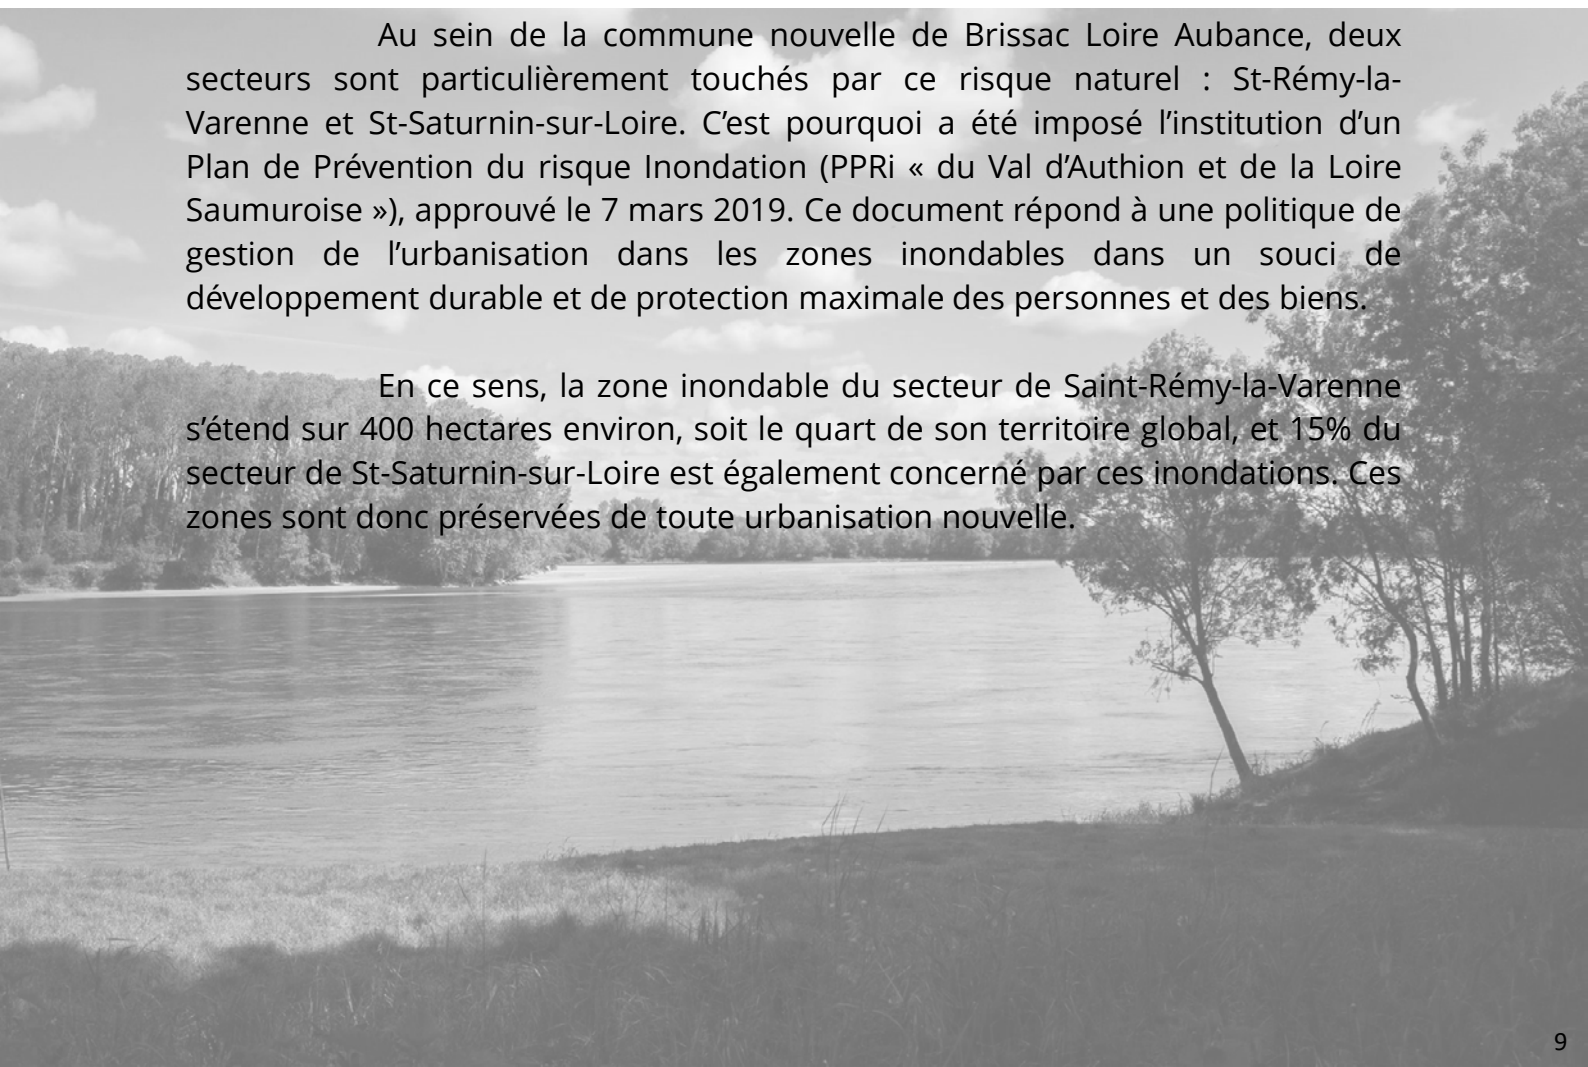 Au sein de la commune nouvelle de Brissac Loire Aubance, deux
secteurs sont particulièrement touchés par ce risque naturel : St-Rémy-la-
Varenne et St-Saturnin-sur-Loire. C’est pourquoi a été imposé l’institution d’un
Plan de Prévention du risque Inondation (PPRi « du Val d’Authion et de la Loire
Saumuroise »), approuvé le 7 mars 2019. Ce document répond à une politique de
gestion de l’urbanisation dans les zones inondables dans un souci de
développement durable et de protection maximale des personnes et des biens.
En ce sens, la zone inondable du secteur de Saint-Rémy-la-Varenne
s’étend sur 400 hectares environ, soit le quart de son territoire global, et 15% du
secteur de St-Saturnin-sur-Loire est également concerné par ces inondations. Ces
zones sont donc préservées de toute urbanisation nouvelle.
9